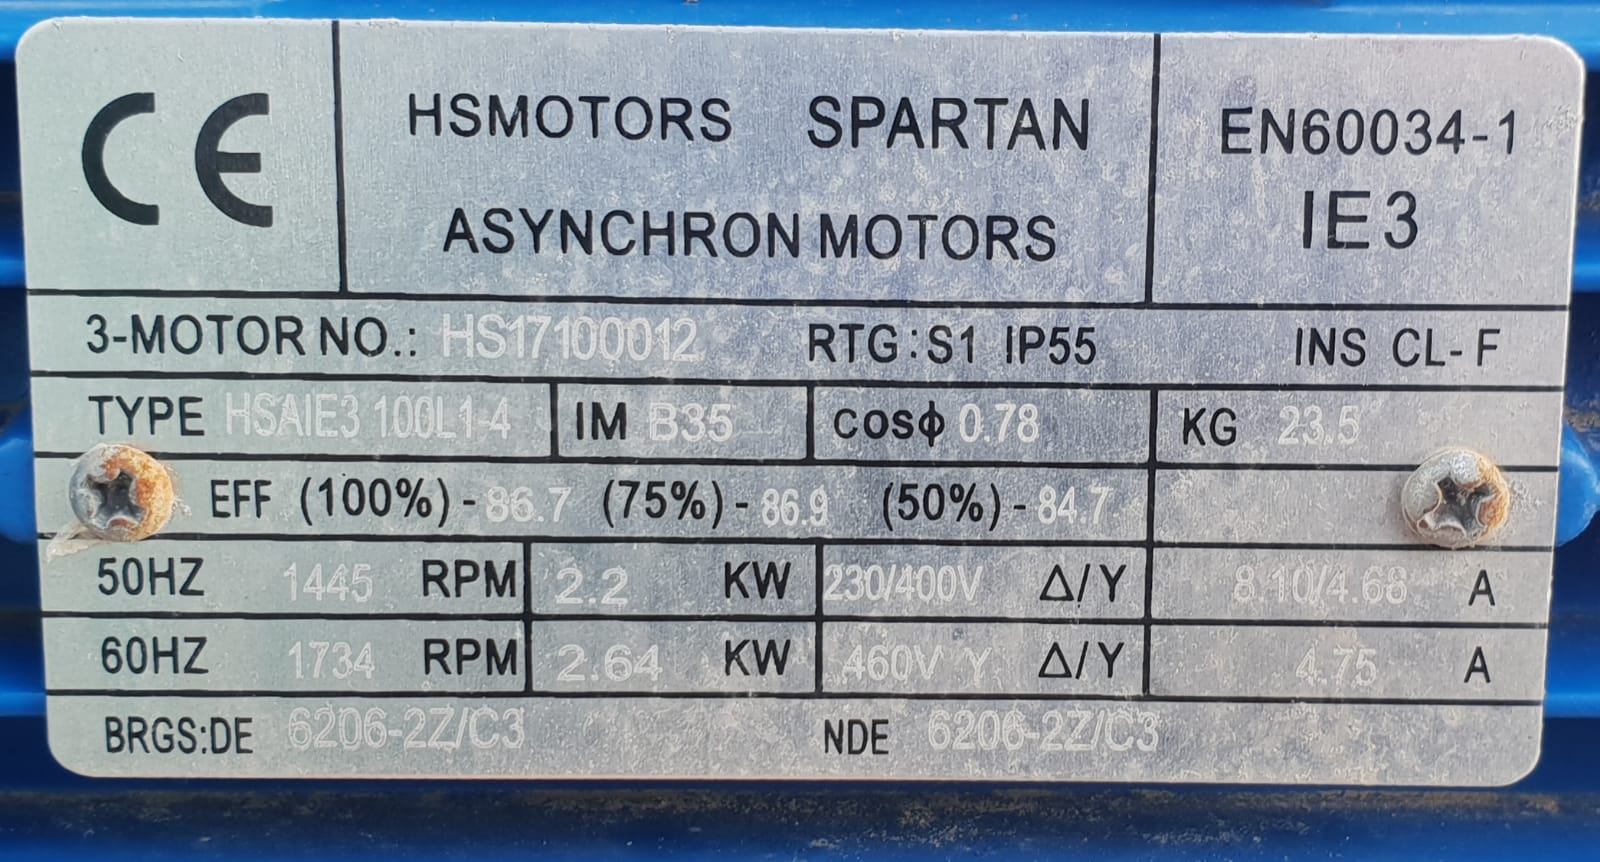 CE HSMOTORS SPARTAN EN60034-1
ASYNCHRON MOTORS IE3
3-MOTOR NO.: HS17100012 RTG:S1 IP55 INS CL-F
TYPE HSAIE3 100L1-4 IM B35 cosϕ 0.78 KG 23.5
EFF (100%)-86.7 (75%)-86.9 (50%)-84.7
50HZ 1445 RPM 2.2 KW 230/400V Δ/Y 8.10/4.68 A
60HZ 1734 RPM 2.64 KW 460V Y Δ/Y 4.75 A
BRGS:DE 6206-2Z/C3 NDE 6206-2Z/C3